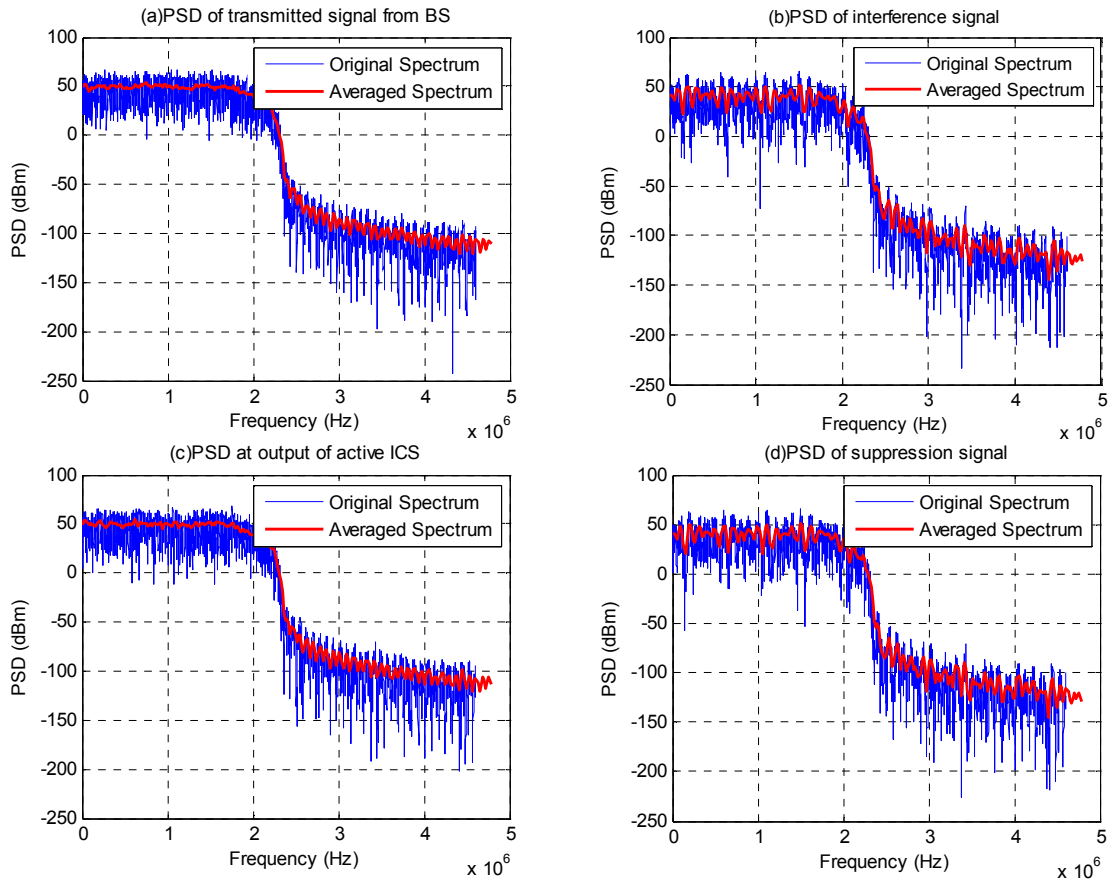 (a)PSD of transmitted signal from BS
100
50
0
-50
-100
-150
-200
-250
PSD (dBm)
Original Spectrum
Averaged Spectrum
0 1 2 3 4 5
Frequency (Hz)
x 10^6
(b)PSD of interference signal
100
50
0
-50
-100
-150
-200
-250
PSD (dBm)
Original Spectrum
Averaged Spectrum
0 1 2 3 4 5
Frequency (Hz)
x 10^6
(c)PSD at output of active ICS
100
50
0
-50
-100
-150
-200
-250
PSD (dBm)
Original Spectrum
Averaged Spectrum
0 1 2 3 4 5
Frequency (Hz)
x 10^6
(d)PSD of suppression signal
100
50
0
-50
-100
-150
-200
-250
PSD (dBm)
Original Spectrum
Averaged Spectrum
0 1 2 3 4 5
Frequency (Hz)
x 10^6